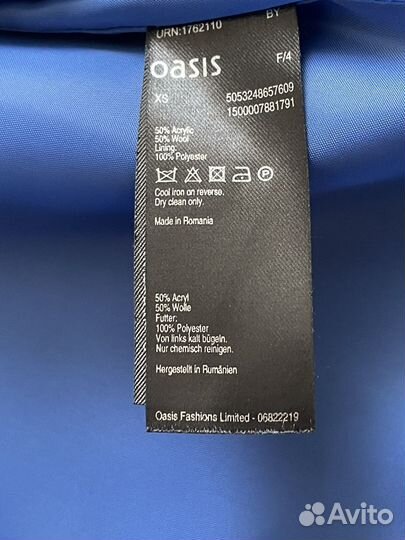 URN:1762110 BY
oasis F/4
XS 5053248657609
1500007881791
50% Acrylic
50% Wool
Lining:
100% Polyester
P
Cool iron on reverse.
Dry clean only.
Made in Romania
50% Acryl
50% Wolle
Futter:
100% Polyester
Von links kalt bügeln.
Nur chemisch reinigen.
Hergestellt in Rumänien
Oasis Fashions Limited - 06822219
Avito